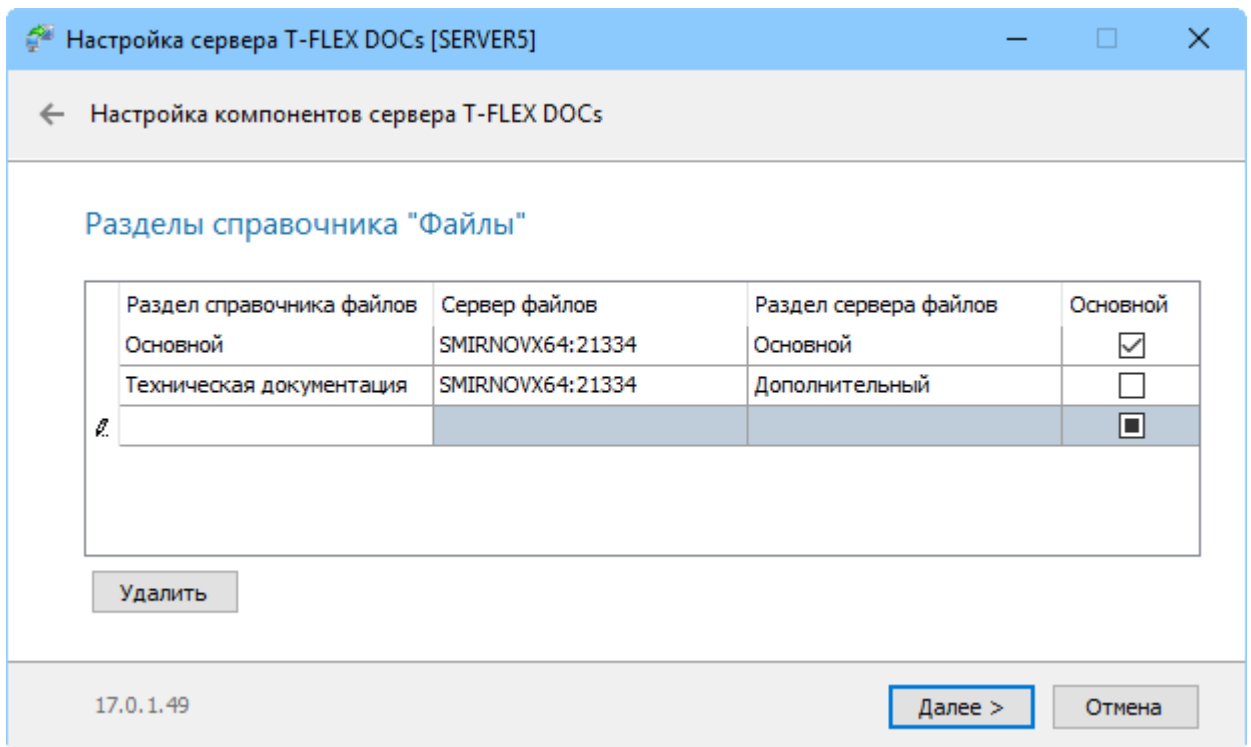 Настройка сервера T-FLEX DOCs [SERVER5]
Настройка компонентов сервера T-FLEX DOCs
Разделы справочника "Файлы"
Раздел справочника файлов Сервер файлов Раздел сервера файлов Основной
Основной SMIRNOVX64:21334 Основной
Техническая документация SMIRNOVX64:21334 Дополнительный
Удалить
17.0.1.49 Далее > Отмена